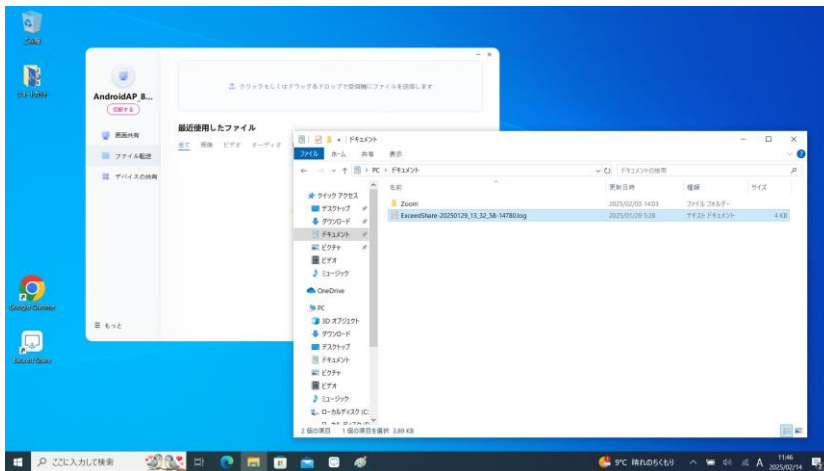 ごみ箱
AndroidAP_8...
切断する
画面共有
ファイル転送
デバイスの共有
もっと
クリックもしくはドラッグ&ドロップで受信機にファイルを送信します
最近使用したファイル
全て 画像 ビデオ オーディオ
Google Chrome
Exceed Share
ドキュメント
ファイル ホーム 共有 表示
PC > ドキュメント
ドキュメントの検索
名前 更新日時 種類 サイズ
Zoom 2025/02/03 14:03 ファイル フォルダー
ExceedShare-20250129_13_32_58-14780.log 2025/01/29 5:28 テキスト ドキュメント 4 KB
クイック アクセス
デスクトップ
ダウンロード
ドキュメント
ピクチャ
ビデオ
ミュージック
OneDrive
PC
3D オブジェクト
ダウンロード
デスクトップ
ドキュメント
ピクチャ
ビデオ
ミュージック
ローカル ディスク (C:
2 個の項目 1 個の項目を選択 3.89 KB
ここに入力して検索
9°C 晴れのちくもり
A
11:46
2025/02/14